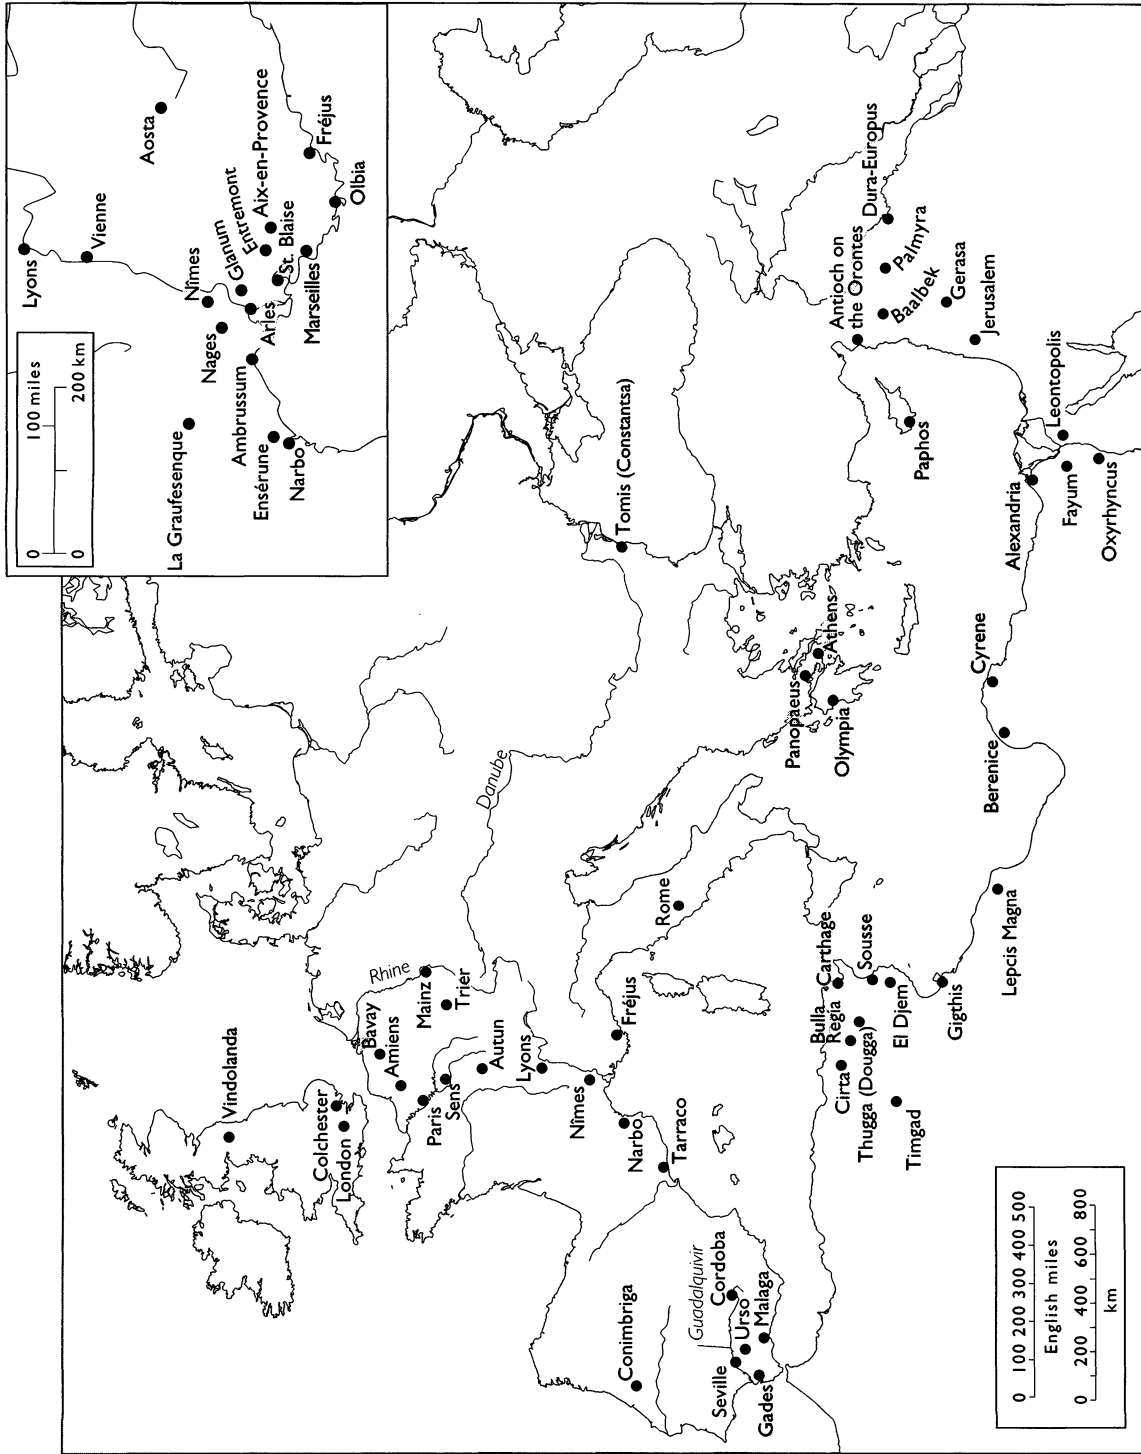 Lyons
Vienne
Aosta
Nîmes
Nages
Glanum
Entremont
Aix-en-Provence
La Graufesenque
Ambrussum
Arles
St. Blaise
Fréjus
Ensérune
Narbo
Marseilles
Olbia
0 100 miles
0 200 km
Vindolanda
Colchester
London
Bavay
Amiens
Rhine
Mainz
Trier
Paris
Sens
Autun
Lyons
Danube
Nîmes
Fréjus
Narbo
Tarraco
Rome
Tomis (Constantsa)
Conimbriga
Guadalquivir
Cordoba
Seville
Urso
Malaga
Gades
Panopaeus
Athens
Olympia
Carthage
Bulla
Regia
Sousse
Cirta
Thugga (Dougga)
El Djem
Timgad
Gigthis
Lepcis Magna
Berenice
Cyrene
Alexandria
Leontopolis
Fayum
Oxyrhyncus
Paphos
Antioch on
the Orontes
Dura-Europus
Palmyra
Baalbek
Gerasa
Jerusalem
0 100 200 300 400 500
English miles
0 200 400 600 800
km